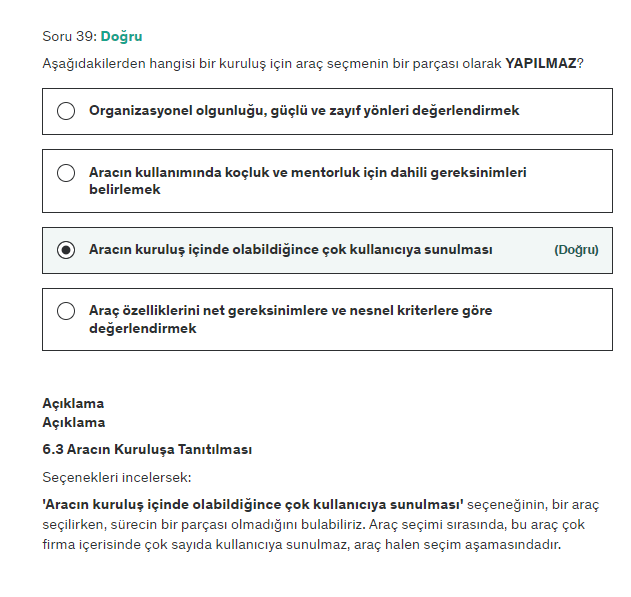 Soru 39: Doğru
Aşağıdakilerden hangisi bir kuruluş için araç seçmenin bir parçası olarak YAPILMAZ?
Organizasyonel olgunluğu, güçlü ve zayıf yönleri değerlendirmek
Aracın kullanımında koçluk ve mentorluk için dahili gereksinimleri
belirlemek
Aracın kuruluş içinde olabildiğince çok kullanıcıya sunulması (Doğru)
Araç özelliklerini net gereksinimlere ve nesnel kriterlere göre
değerlendirmek
Açıklama
Açıklama
6.3 Aracın Kuruluşa Tanıtılması
Seçenekleri incelersek:
'Aracın kuruluş içinde olabildiğince çok kullanıcıya sunulması' seçeneğinin, bir araç
seçilirken, sürecin bir parçası olmadığını bulabiliriz. Araç seçimi sırasında, bu araç çok
firma içerisinde çok sayıda kullanıcıya sunulmaz, araç halen seçim aşamasındadır.